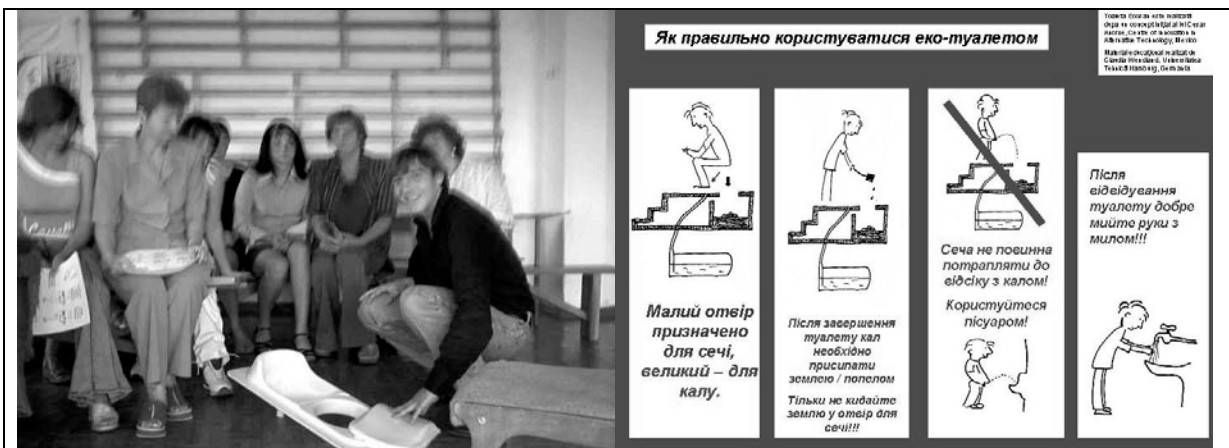 Як правильно користуватися еко-туалетом
Малий отвір
призначено
для сечі,
великий – для
калу.
Після завершення
туалету кал
необхідно
присипати
землею / попелом
Тільки не кидайте
землю у отвір для
сечі!!!
Сеча не повинна
потрапляти до
відсіку з калом!
Користуйтеся
пісуаром!
Після
відвідування
туалету добре
мийте руки з
милом!!!